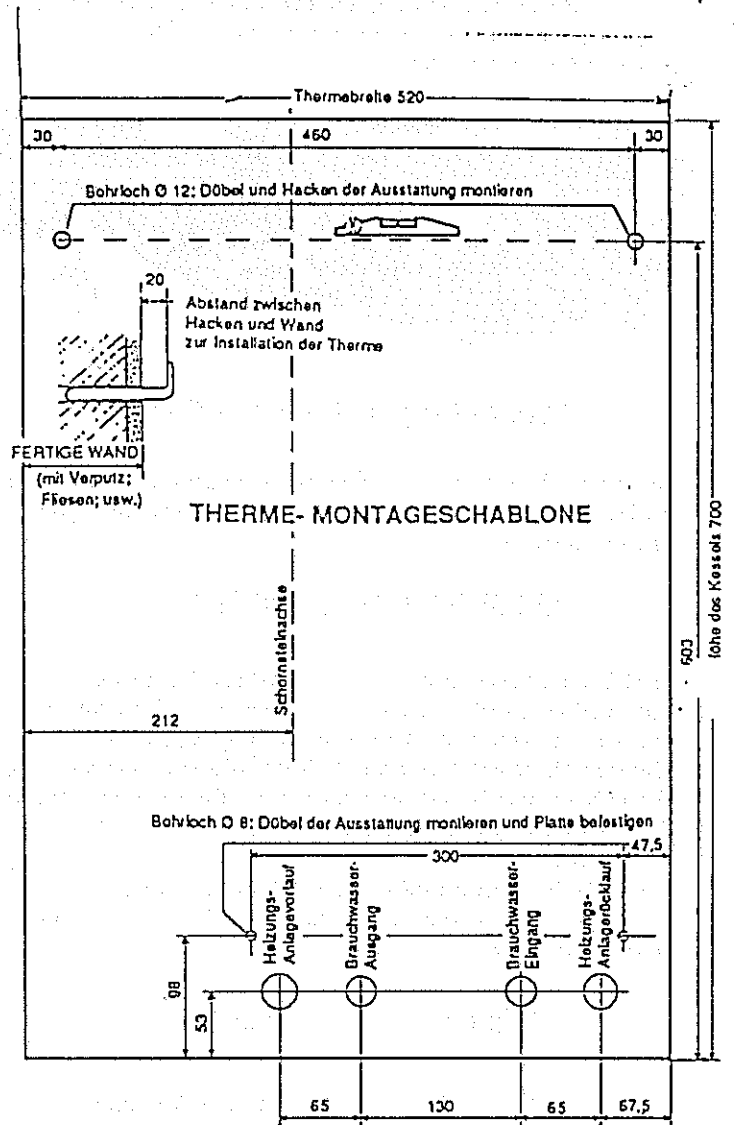 Thermebreite 520
30
460
30
Bohrloch Ø 12: Dübel und Hacken der Ausstattung montieren
20
Abstand zwischen
Hacken und Wand
zur Installation der Therme
FERTIGE WAND
(mit Verputz;
Fliesen; usw.)
THERME- MONTAGESCHABLONE
Schornsteinachse
600
Höhe des Kessels 700
212
Bohrloch Ø 8: Dübel der Ausstattung montieren und Platte befestigen
47,5
300
Heizungs-
Anlagevorlauf
Brauchwasser-
Ausgang
Brauchwasser-
Eingang
Heizungs-
Anlagerücklauf
98
53
65
130
65
67,5